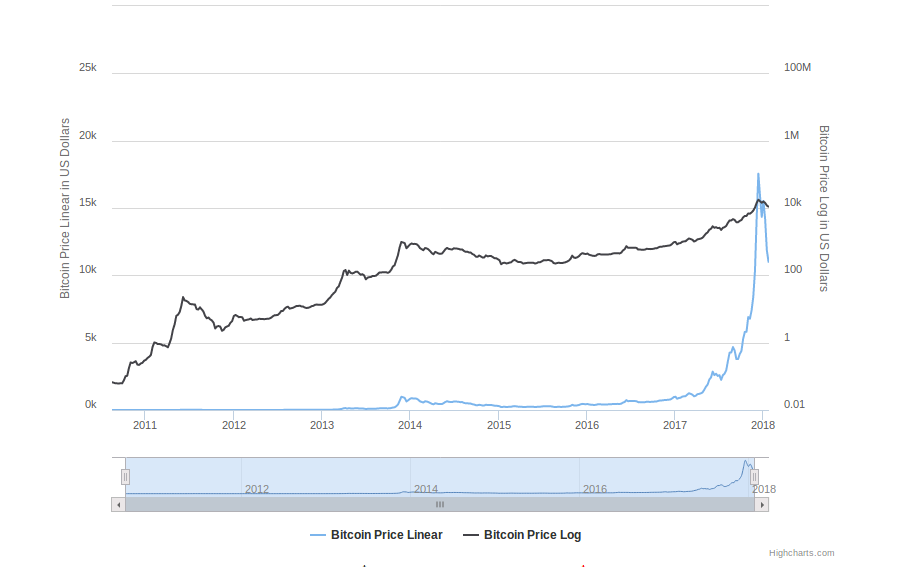 25k
100M
20k
1M
15k
10k
10k
100
5k
1
0k
0.01
Bitcoin Price Linear in US Dollars
Bitcoin Price Log in US Dollars
2011 2012 2013 2014 2015 2016 2017 2018
2012 2014 2016 2018
Bitcoin Price Linear Bitcoin Price Log
Highcharts.com